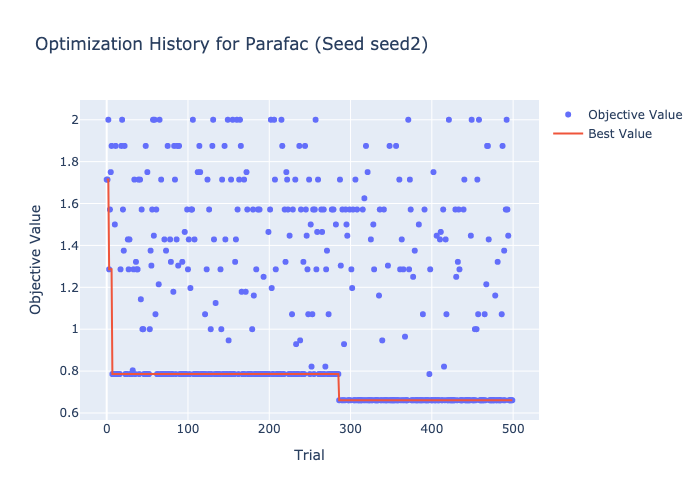 Optimization History for Parafac (Seed seed2)
Objective Value
Best Value
2
1.8
1.6
1.4
1.2
1
0.8
0.6
Objective Value
0
100
200
300
400
500
Trial